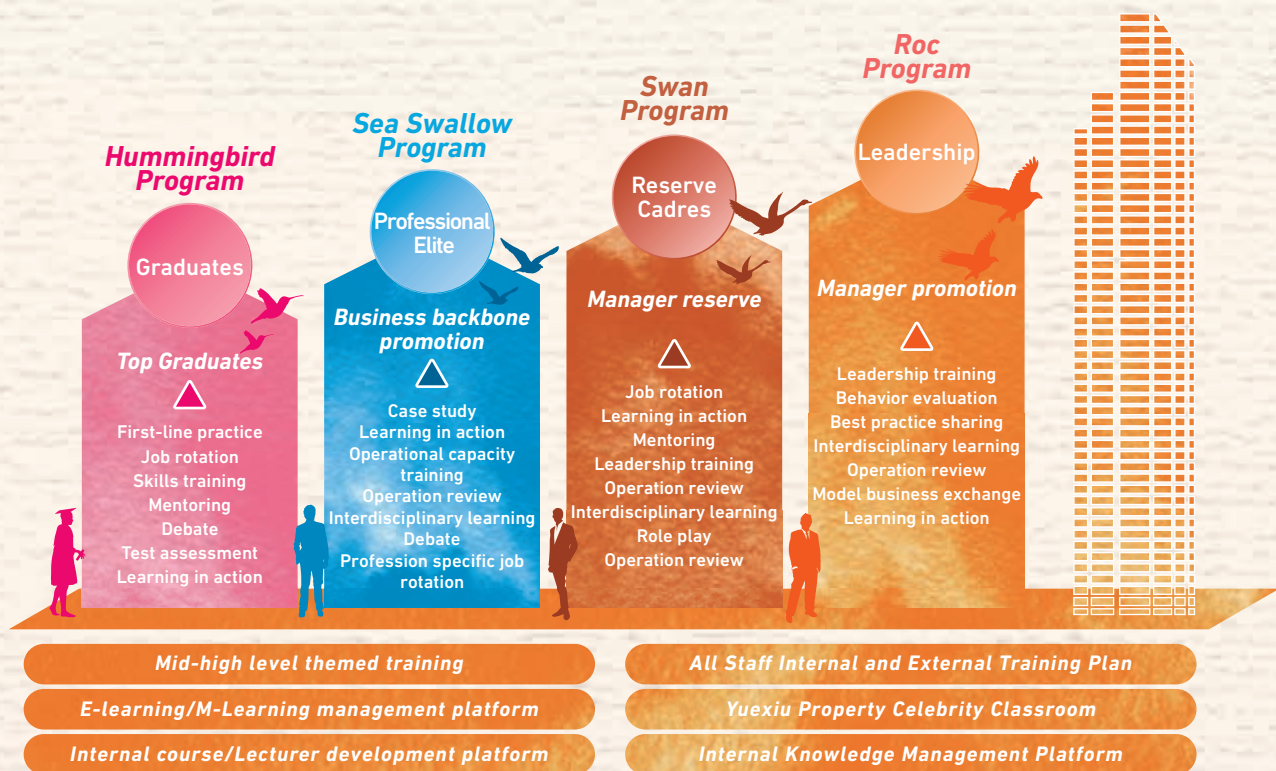 Hummingbird
Program
Graduates
Top Graduates
First-line practice
Job rotation
Skills training
Mentoring
Debate
Test assessment
Learning in action
Sea Swallow
Program
Professional
Elite
Business backbone
promotion
Case study
Learning in action
Operational capacity
training
Operation review
Interdisciplinary learning
Debate
Profession specific job
rotation
Swan
Program
Reserve
Cadres
Manager reserve
Job rotation
Learning in action
Mentoring
Leadership training
Operation review
Interdisciplinary learning
Role play
Operation review
Roc
Program
Leadership
Manager promotion
Leadership training
Behavior evaluation
Best practice sharing
Interdisciplinary learning
Operation review
Model business exchange
Learning in action
Mid-high level themed training
All Staff Internal and External Training Plan
E-learning/M-Learning management platform
Yuexiu Property Celebrity Classroom
Internal course/Lecturer development platform
Internal Knowledge Management Platform